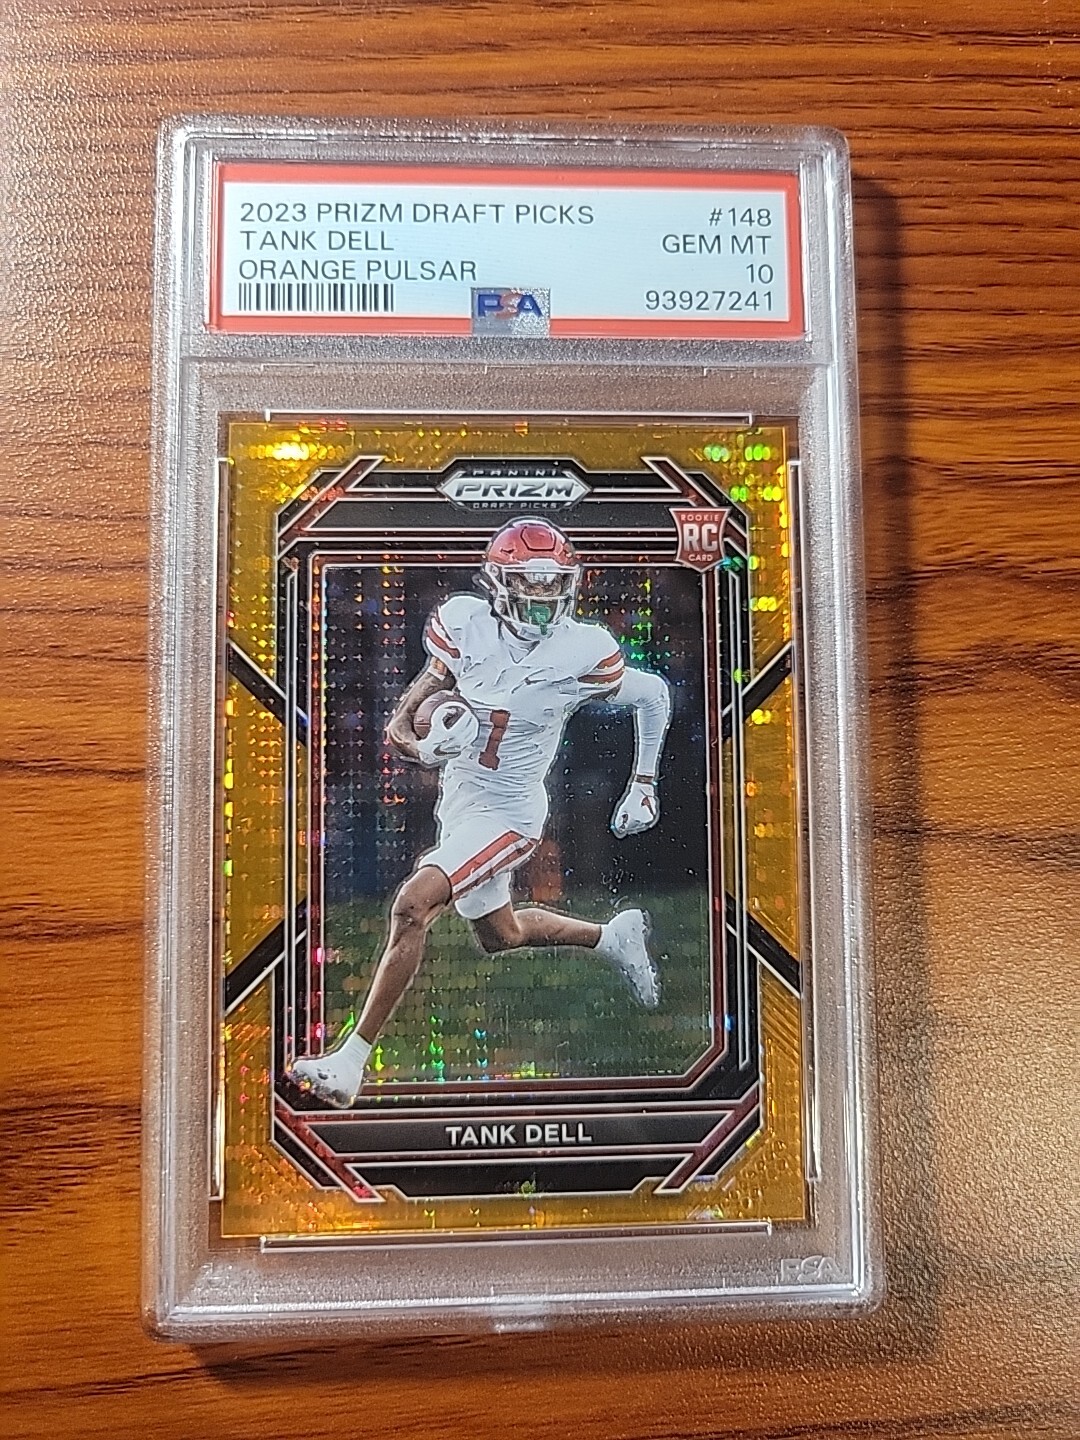 2023 PRIZM DRAFT PICKS #148
TANK DELL GEM MT
ORANGE PULSAR 10
PSA 93927241
PANINI
PRIZM
DRAFT PICKS
ROOKIE
RC
CARD
1
TANK DELL
PSA